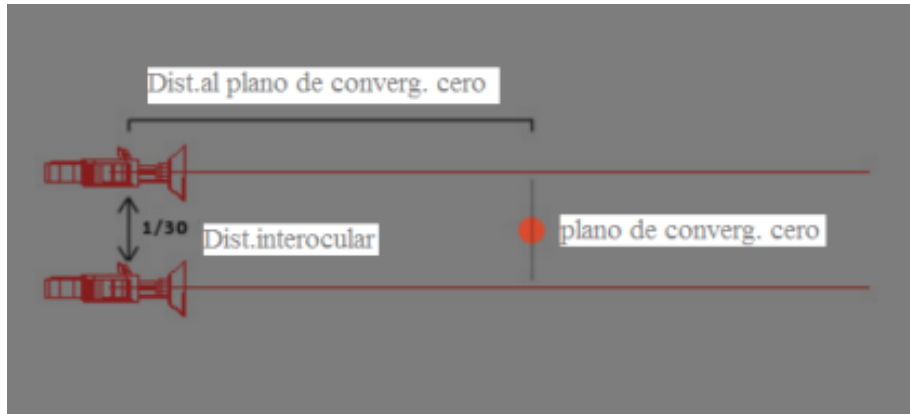 Dist.al plano de converg. cero
1/30
Dist.interocular
plano de converg. cero